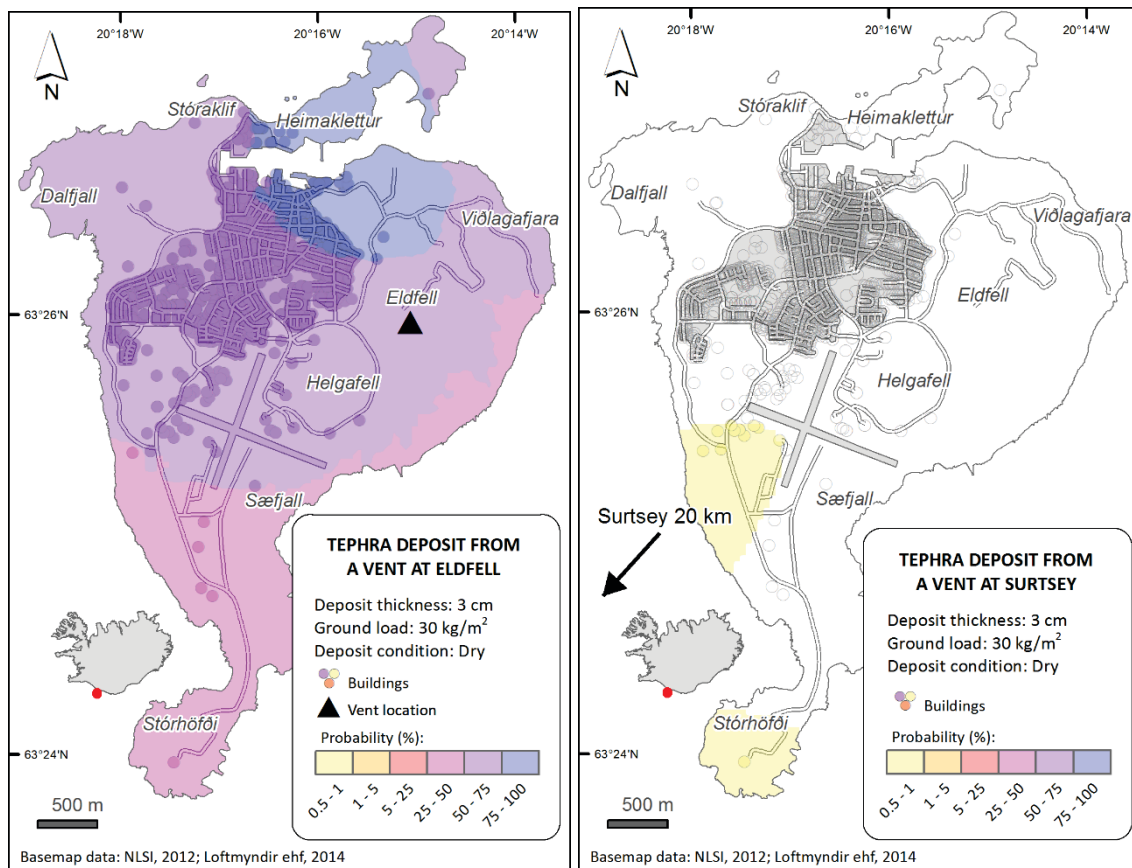 20°18'W
20°16'W
20°14'W
N
Stóraklif
Heimaklettur
Dalfjall
Viðlagafjara
Eldfell
63°26'N
Helgafell
Sæfjall
TEPHRA DEPOSIT FROM
A VENT AT ELDFELL
Deposit thickness: 3 cm
Ground load: 30 kg/m²
Deposit condition: Dry
Buildings
Vent location
Stórhöfði
Probability (%):
63°24'N
0.5 - 1
1 - 5
5 - 25
25 - 50
50 - 75
75 - 100
500 m
Basemap data: NLSI, 2012; Loftmyndir ehf, 2014
20°18'W
20°16'W
20°14'W
N
Stóraklif
Heimaklettur
Dalfjall
Viðlagafjara
Eldfell
63°26'N
Helgafell
Sæfjall
Surtsey 20 km
TEPHRA DEPOSIT FROM
A VENT AT SURTSEY
Deposit thickness: 3 cm
Ground load: 30 kg/m²
Deposit condition: Dry
Buildings
Stórhöfði
Probability (%):
63°24'N
0.5 - 1
1 - 5
5 - 25
25 - 50
50 - 75
75 - 100
500 m
Basemap data: NLSI, 2012; Loftmyndir ehf, 2014